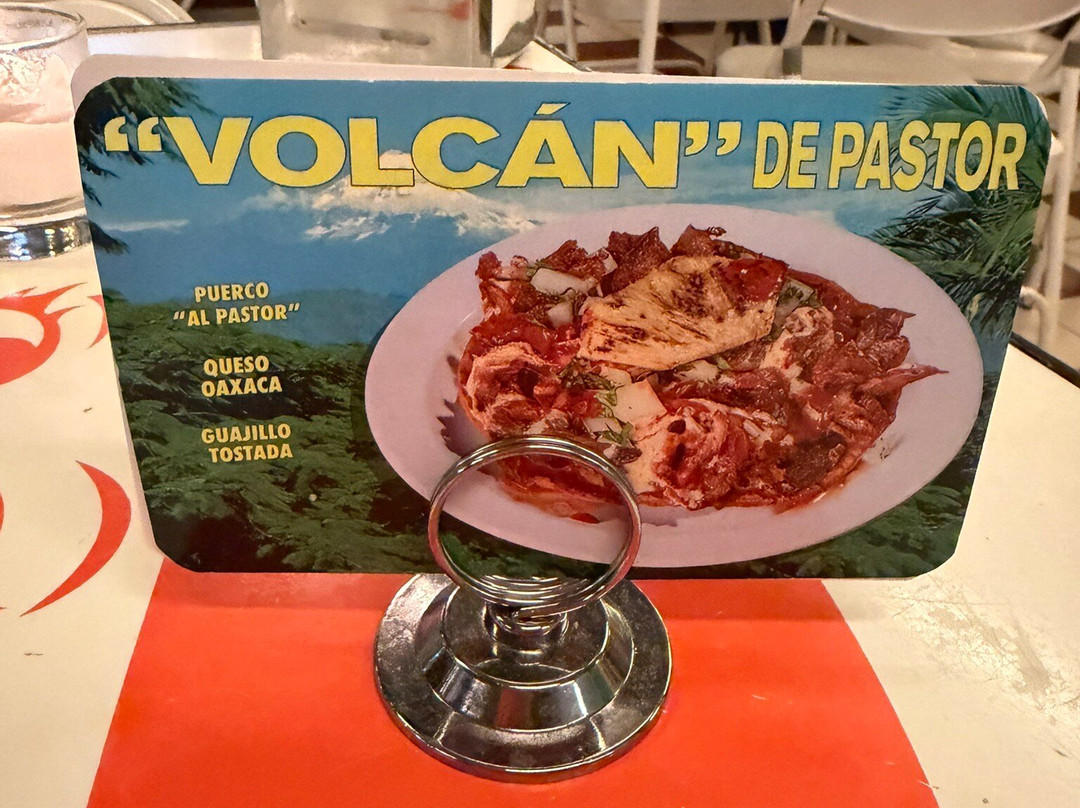 “VOLCÁN” DE PASTOR
PUERCO
“AL PASTOR”
QUESO
OAXACA
GUAJILLO
TOSTADA